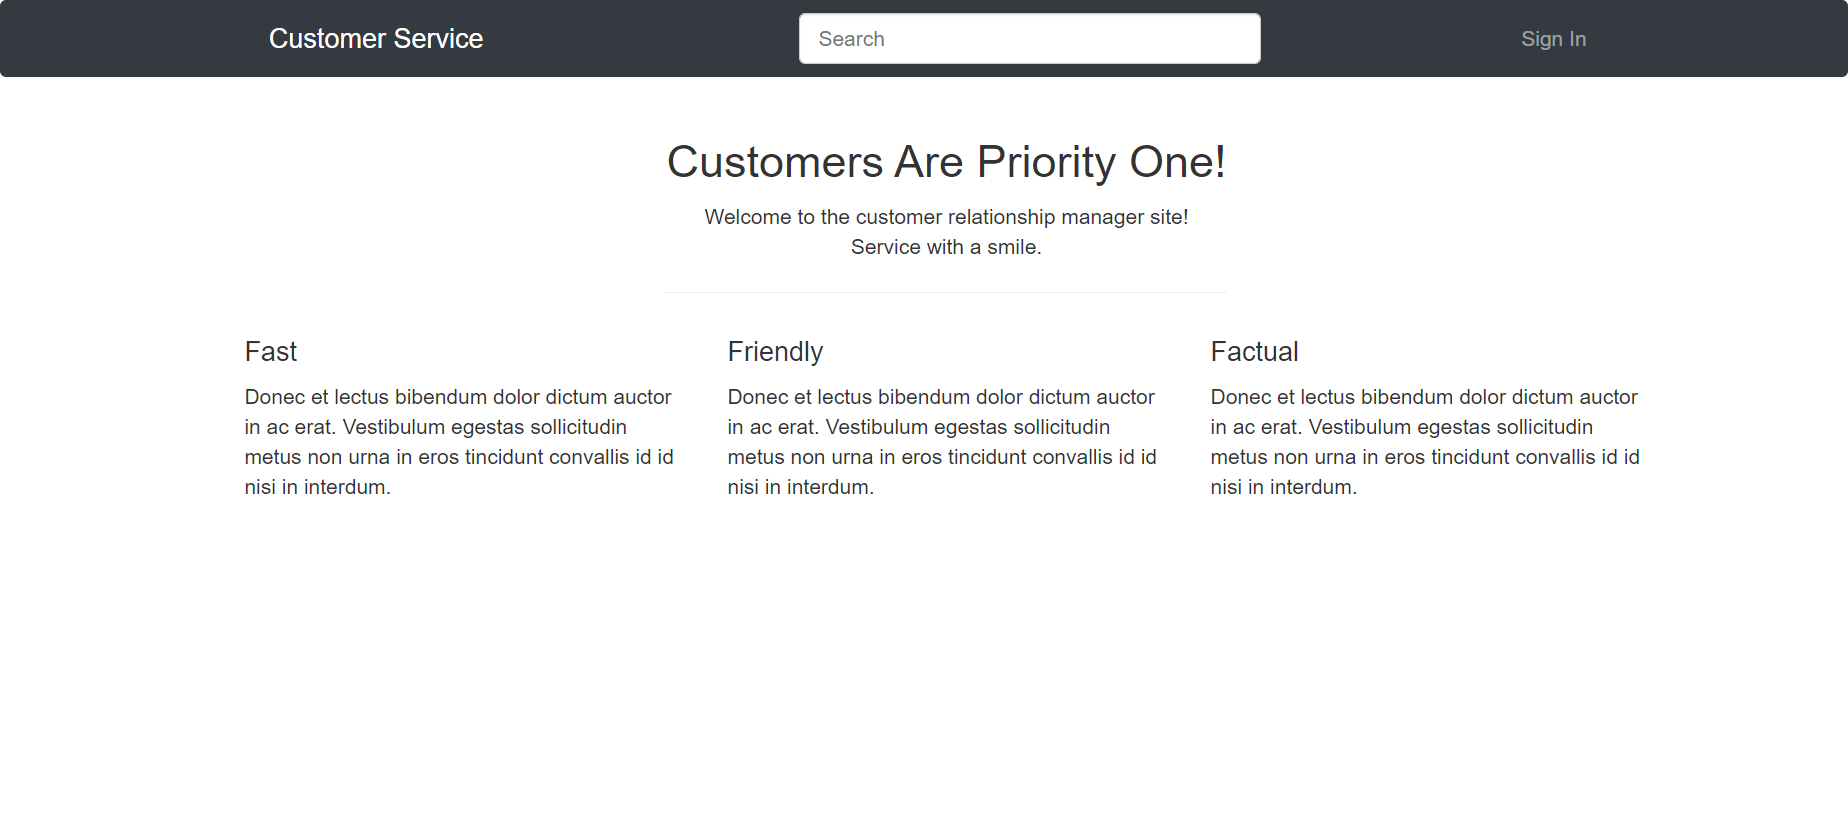 Customer Service
Search
Sign In
Customers Are Priority One!
Welcome to the customer relationship manager site!
Service with a smile.
Fast
Donec et lectus bibendum dolor dictum auctor
in ac erat. Vestibulum egestas sollicitudin
metus non urna in eros tincidunt convallis id id
nisi in interdum.
Friendly
Donec et lectus bibendum dolor dictum auctor
in ac erat. Vestibulum egestas sollicitudin
metus non urna in eros tincidunt convallis id id
nisi in interdum.
Factual
Donec et lectus bibendum dolor dictum auctor
in ac erat. Vestibulum egestas sollicitudin
metus non urna in eros tincidunt convallis id id
nisi in interdum.